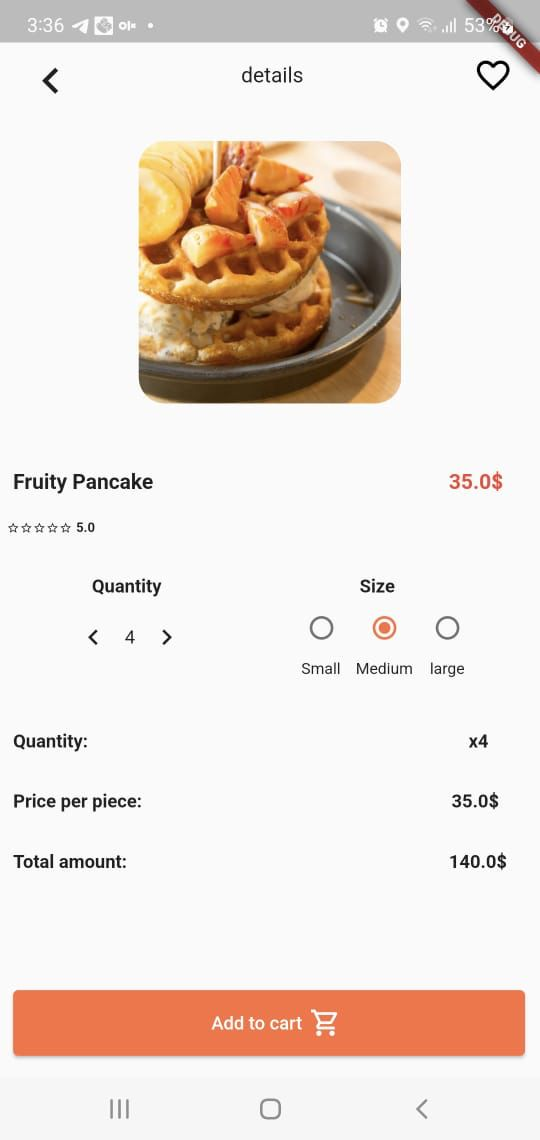 3:36 olx 53%
DEBUG
details
Fruity Pancake 35.0$
5.0
Quantity Size
4
Small Medium large
Quantity: x4
Price per piece: 35.0$
Total amount: 140.0$
Add to cart